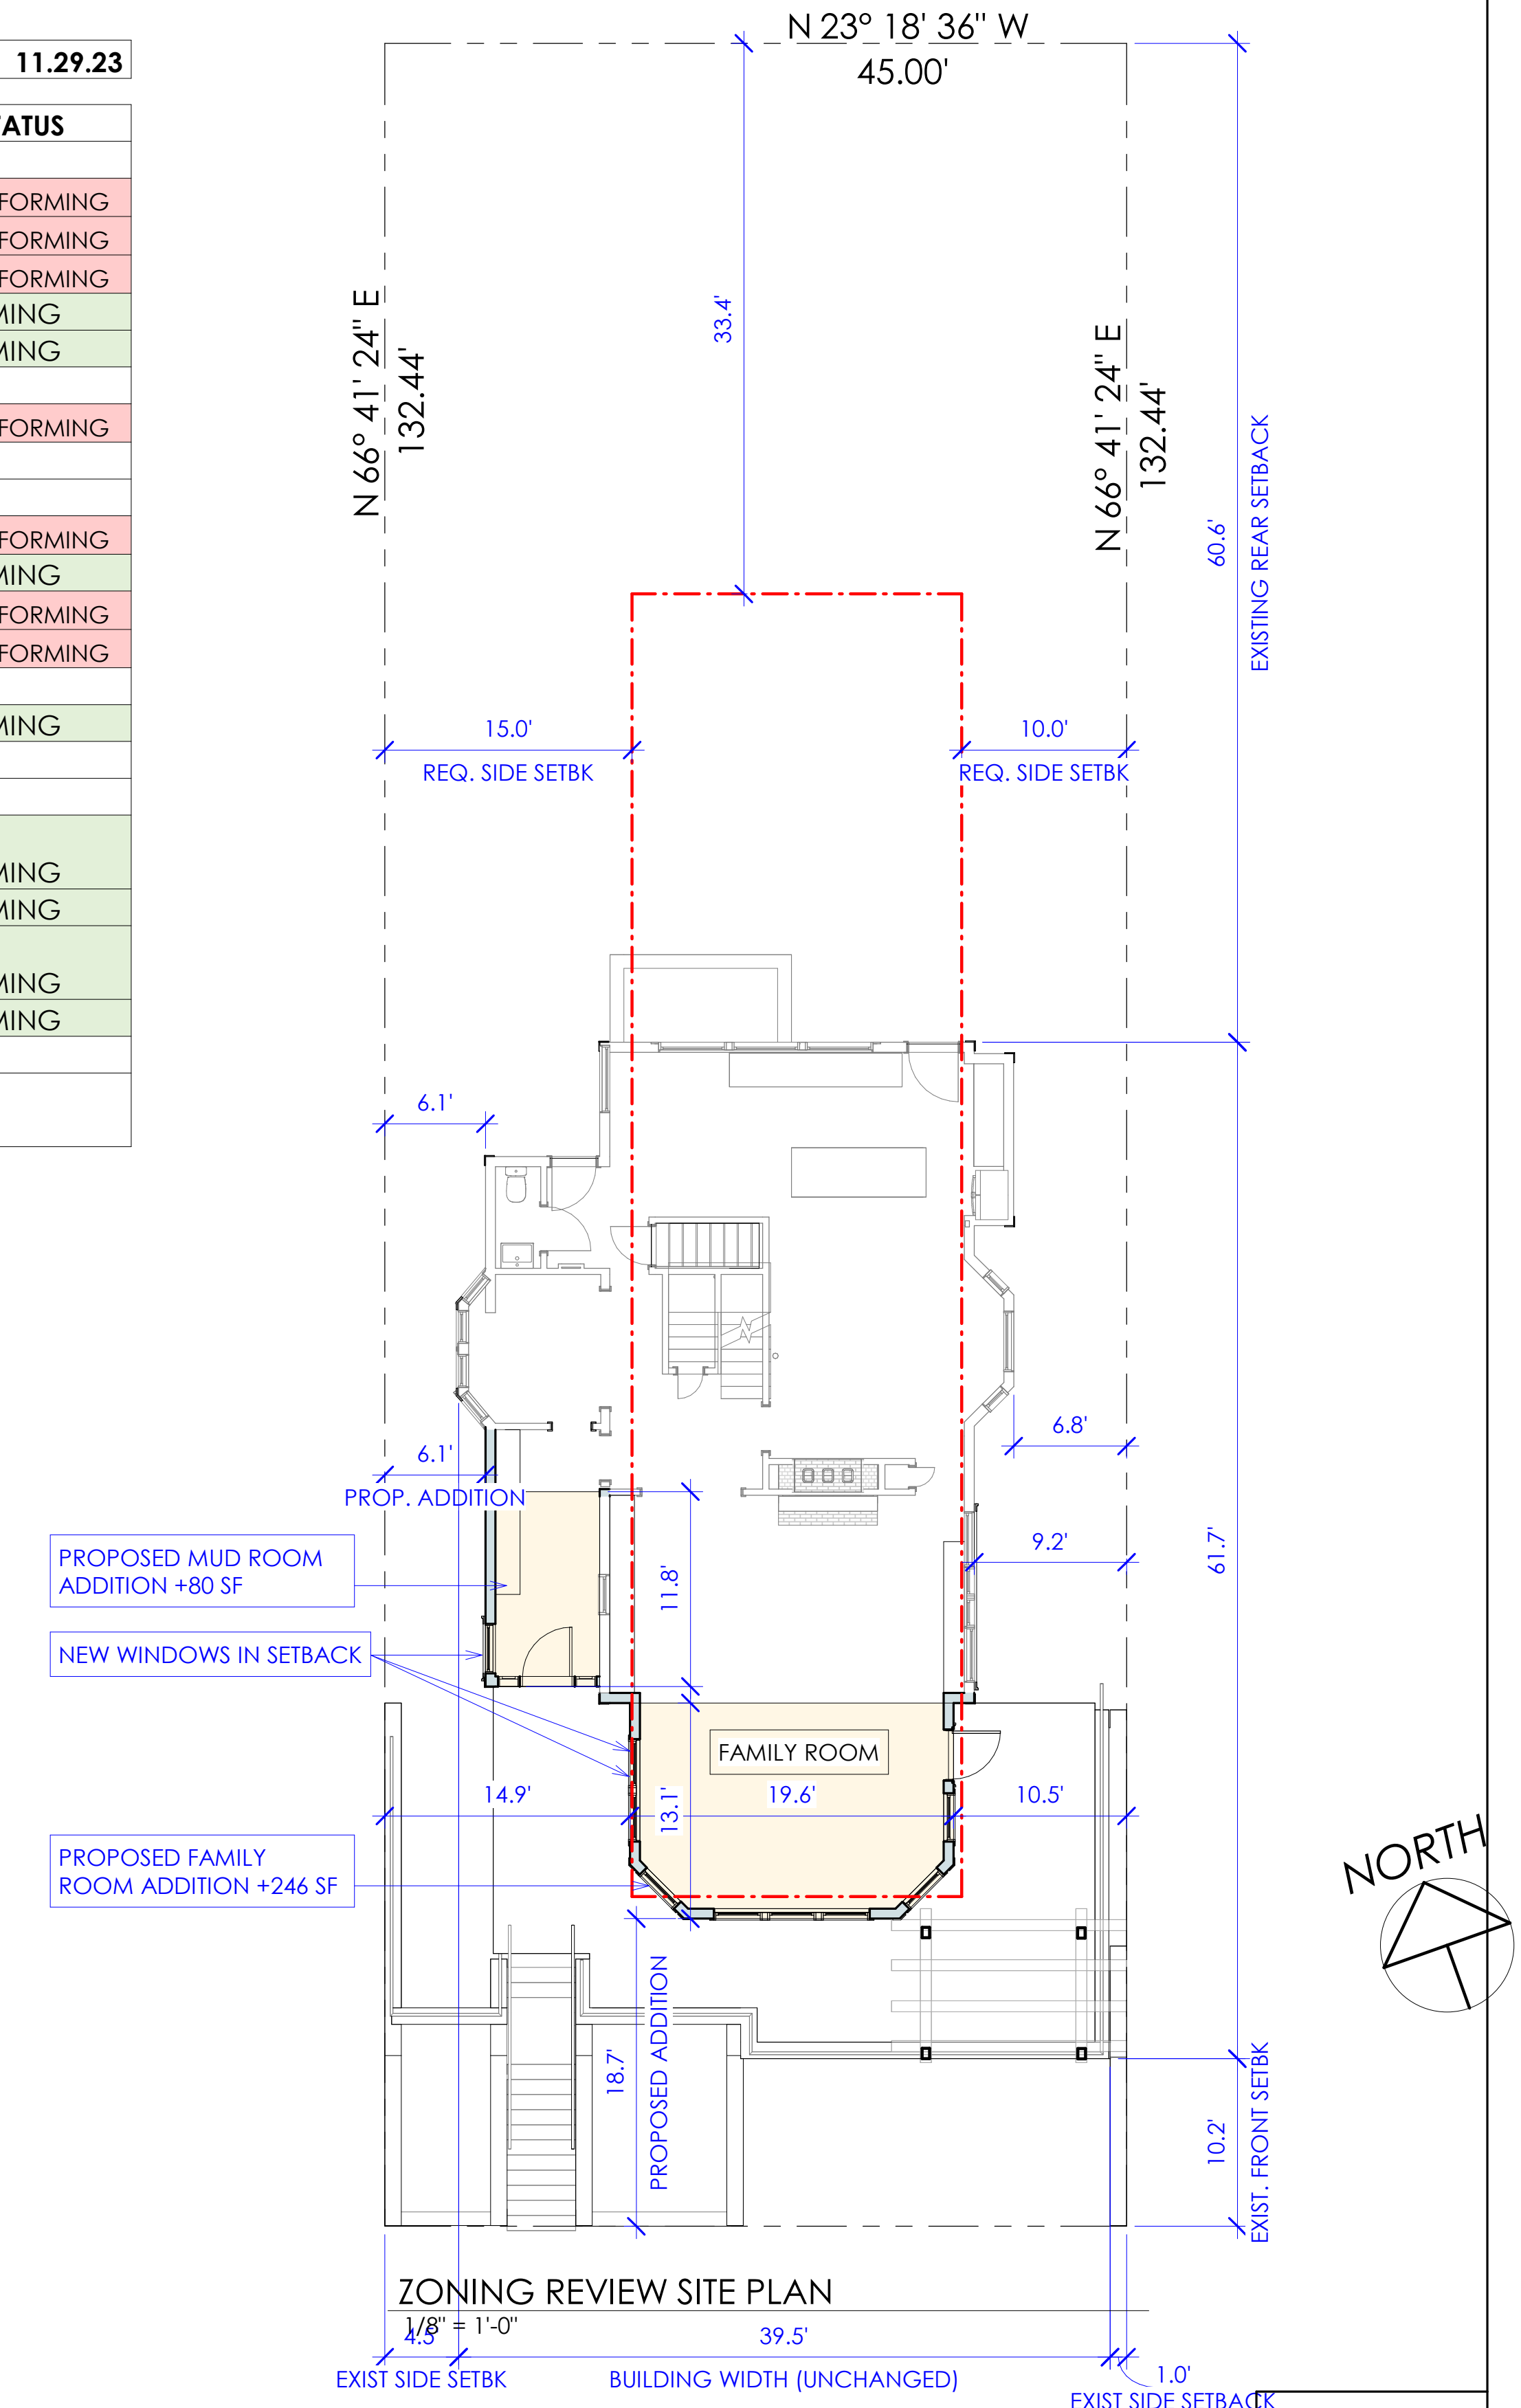 11.29.23
TATUS
FORMING
FORMING
FORMING
MING
MING
FORMING
FORMING
MING
FORMING
FORMING
MING
MING
MING
MING
MING
N 23° 18' 36" W
45.00'
33.4'
N 66° 41' 24" E
132.44'
N 66° 41' 24" E
132.44'
60.6'
EXISTING REAR SETBACK
15.0'
REQ. SIDE SETBK
10.0'
REQ. SIDE SETBK
6.1'
6.8'
6.1'
PROP. ADDITION
9.2'
61.7'
PROPOSED MUD ROOM
ADDITION +80 SF
11.8'
NEW WINDOWS IN SETBACK
FAMILY ROOM
14.9'
13.1'
19.6'
10.5'
PROPOSED FAMILY
ROOM ADDITION +246 SF
NORTH
18.7'
PROPOSED ADDITION
10.2'
EXIST. FRONT SETBK
ZONING REVIEW SITE PLAN
1/8" = 1'-0"
4.5'
39.5'
EXIST SIDE SETBK
BUILDING WIDTH (UNCHANGED)
1.0'
EXIST SIDE SETBACK